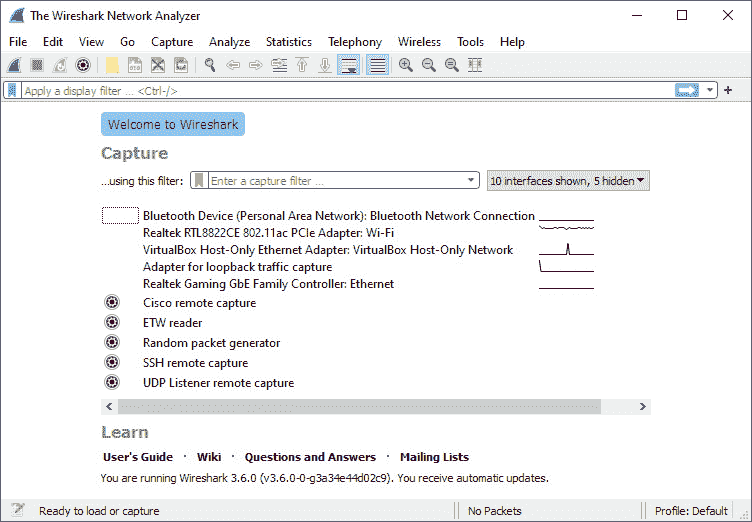 The Wireshark Network Analyzer
File Edit View Go Capture Analyze Statistics Telephony Wireless Tools Help
Apply a display filter ... <Ctrl-/>
Welcome to Wireshark
Capture
...using this filter: Enter a capture filter ... 10 interfaces shown, 5 hidden
Bluetooth Device (Personal Area Network): Bluetooth Network Connection
Realtek RTL8822CE 802.11ac PCIe Adapter: Wi-Fi
VirtualBox Host-Only Ethernet Adapter: VirtualBox Host-Only Network
Adapter for loopback traffic capture
Realtek Gaming GbE Family Controller: Ethernet
Cisco remote capture
ETW reader
Random packet generator
SSH remote capture
UDP Listener remote capture
Learn
User's Guide · Wiki · Questions and Answers · Mailing Lists
You are running Wireshark 3.6.0 (v3.6.0-0-g3a34e44d02c9). You receive automatic updates.
Ready to load or capture No Packets Profile: Default